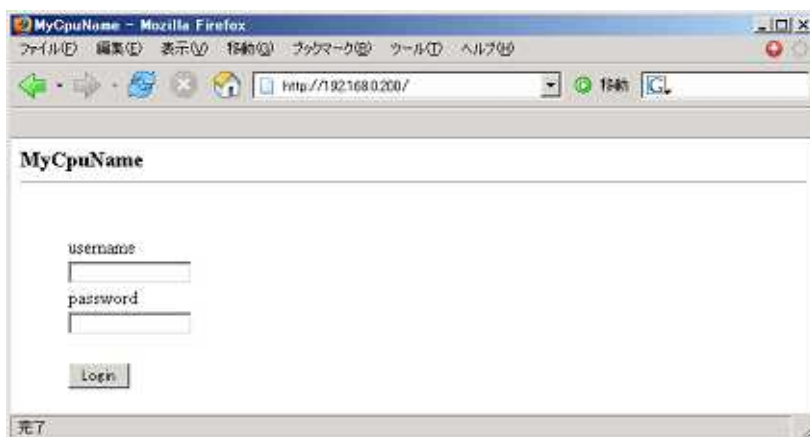 MyCpuName - Mozilla Firefox
ファイル(F) 編集(E) 表示(V) 移動(G) ブックマーク(B) ツール(T) ヘルプ(H)
http://192.168.0.200/ 移動 G
MyCpuName
username
password
Login
完了